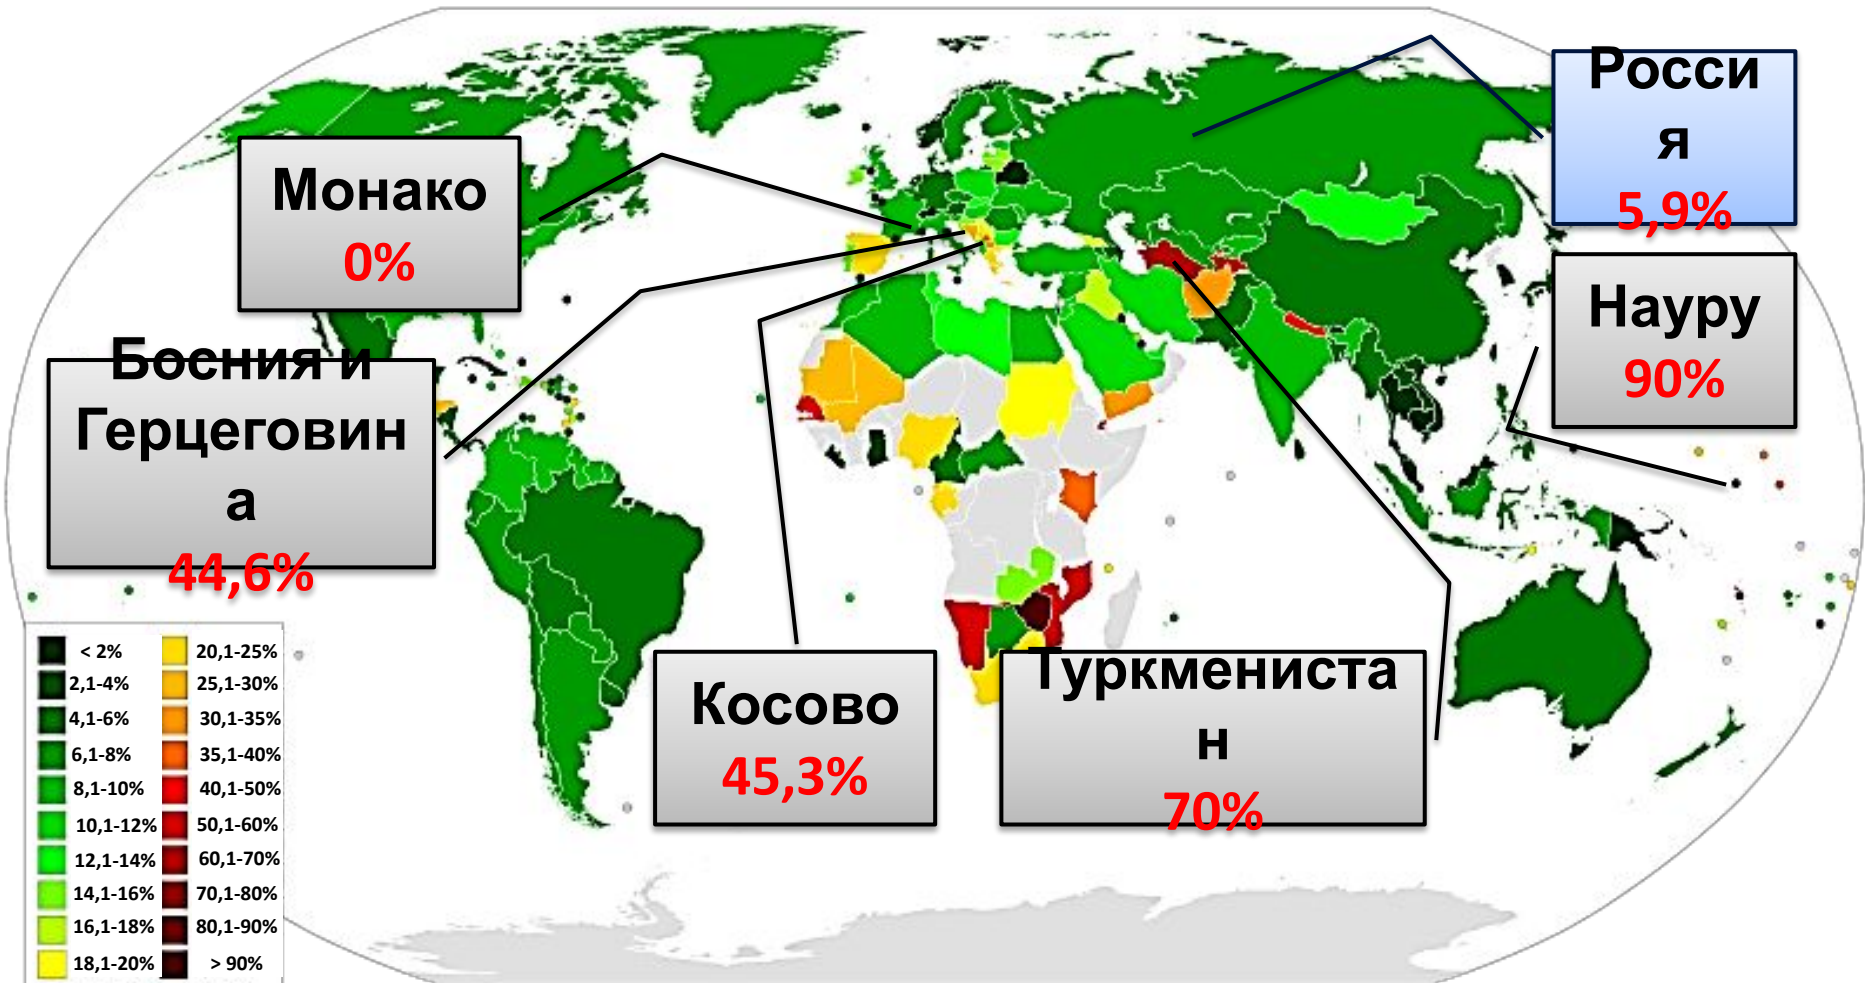 Росси
я
5,9%
Монако
0%
Науру
90%
Босния и
Герцеговин
а
44,6%
Косово
45,3%
Туркмениста
н
70%
< 2%
2,1-4%
4,1-6%
6,1-8%
8,1-10%
10,1-12%
12,1-14%
14,1-16%
16,1-18%
18,1-20%
20,1-25%
25,1-30%
30,1-35%
35,1-40%
40,1-50%
50,1-60%
60,1-70%
70,1-80%
80,1-90%
> 90%